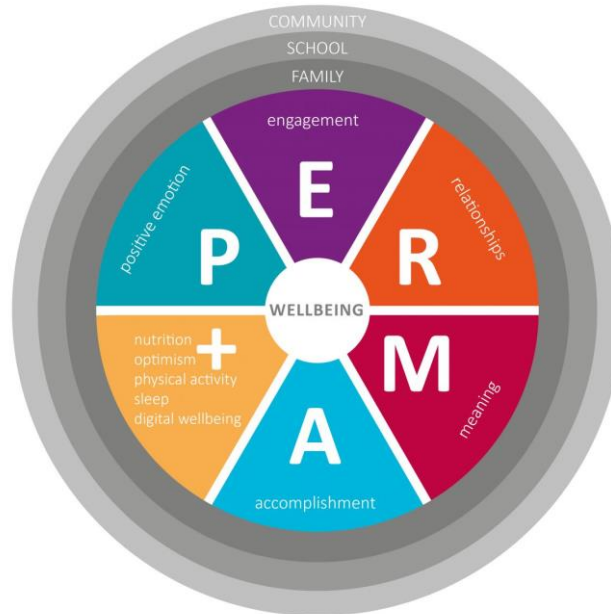 COMMUNITY
SCHOOL
FAMILY
engagement
E
positive emotion
P
relationships
R
WELLBEING
+
nutrition
optimism
physical activity
sleep
digital wellbeing
M
meaning
A
accomplishment